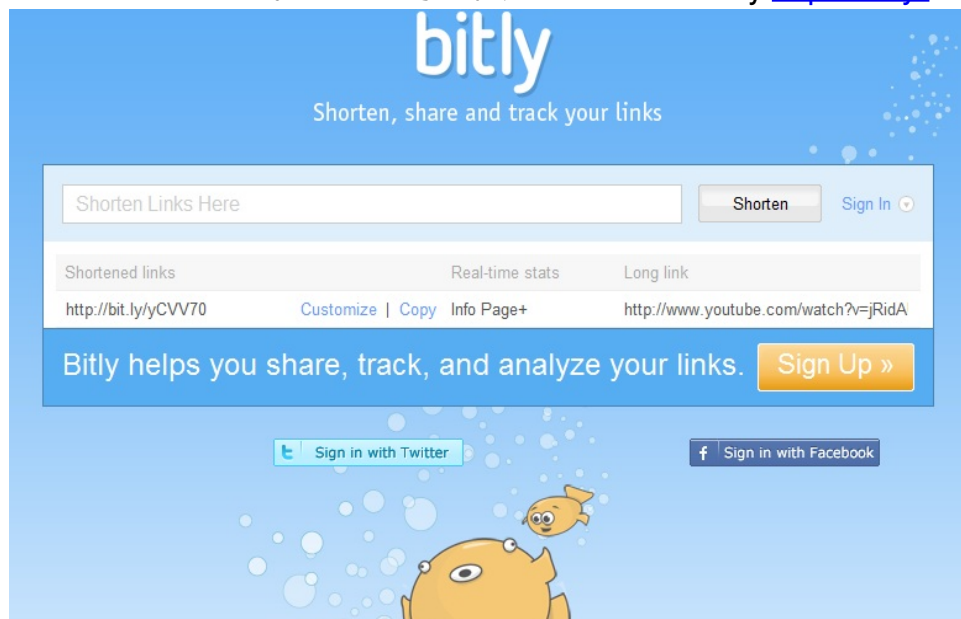 bitly
Shorten, share and track your links
Shorten Links Here
Shorten
Sign In
Shortened links Real-time stats Long link
http://bit.ly/yCVV70 Customize | Copy Info Page+ http://www.youtube.com/watch?v=jRidA
Bitly helps you share, track, and analyze your links. Sign Up »
Sign in with Twitter
f Sign in with Facebook